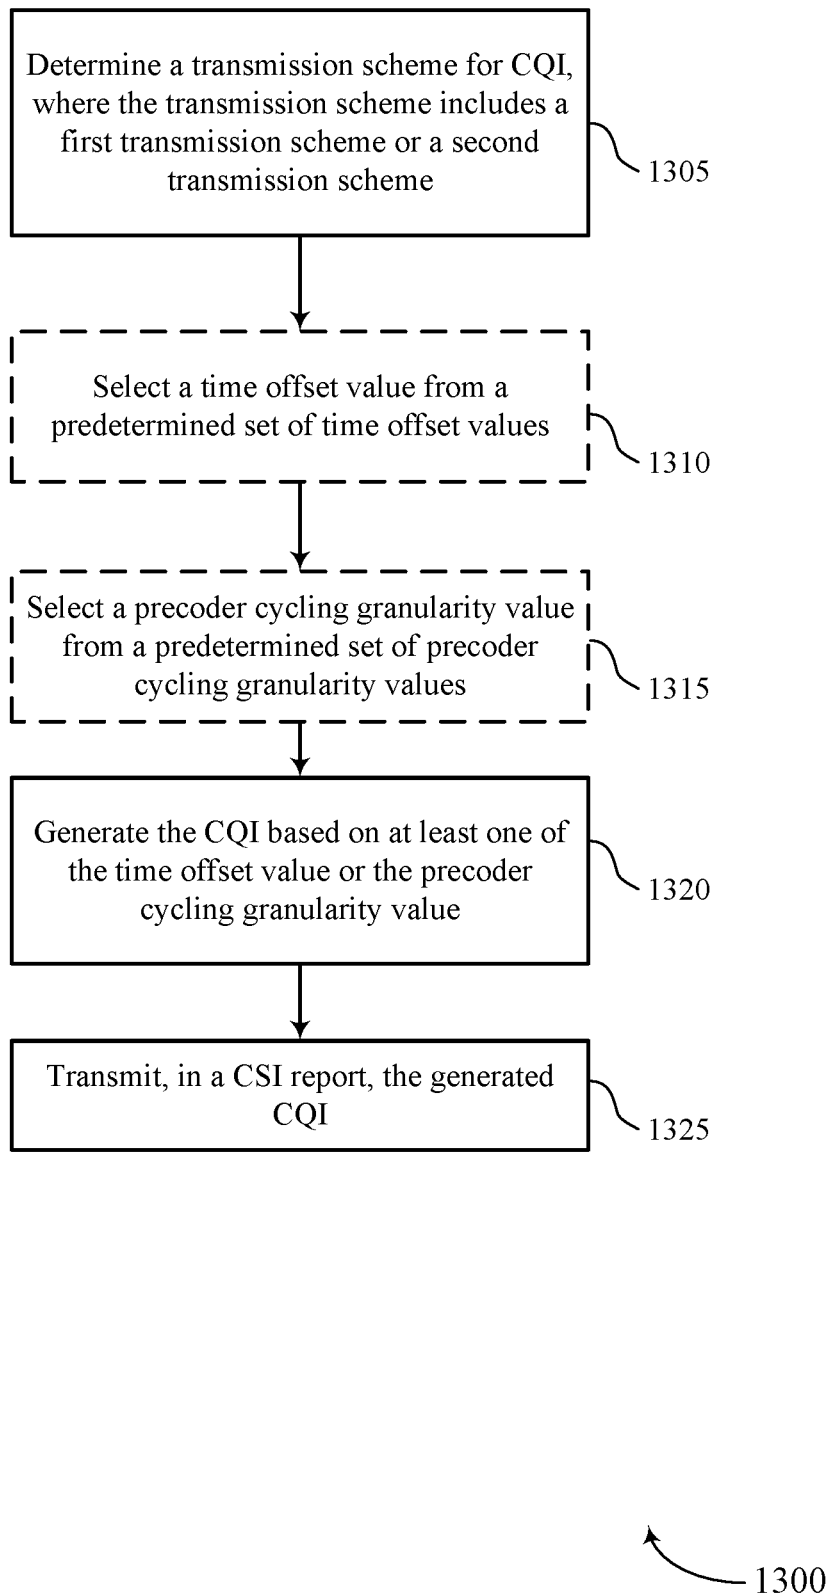 Determine a transmission scheme for CQI,
where the transmission scheme includes a
first transmission scheme or a second
transmission scheme
1305
Select a time offset value from a
predetermined set of time offset values
1310
Select a precoder cycling granularity value
from a predetermined set of precoder
cycling granularity values
1315
Generate the CQI based on at least one of
the time offset value or the precoder
cycling granularity value
1320
Transmit, in a CSI report, the generated
CQI
1325
1300